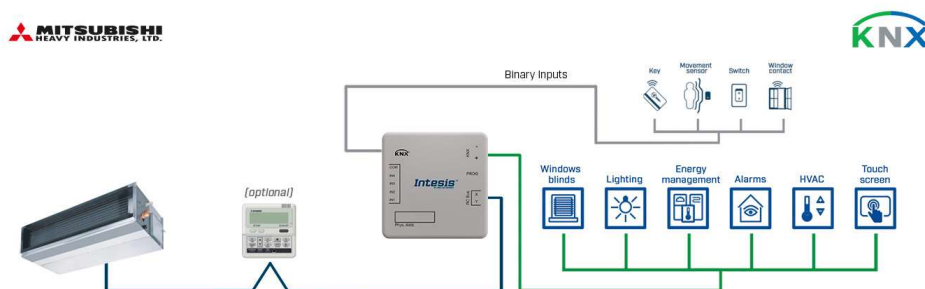 MITSUBISHI
HEAVY INDUSTRIES, LTD.
KNX
Binary Inputs
Key
Movement
sensor
Switch
Window
contact
KNX
KNX
- +
PROG
Intesis
(optional)
Windows
blinds
Lighting
Energy
management
Alarms
HVAC
Touch
screen